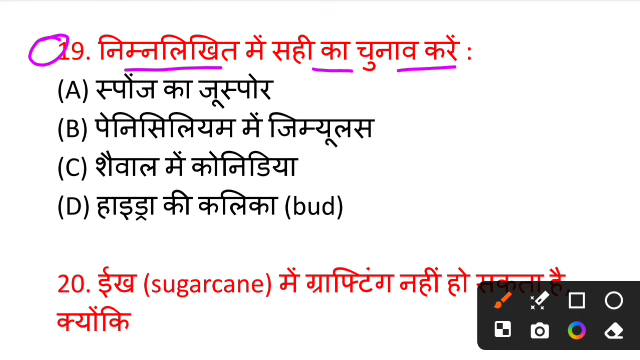 19. निम्नलिखित में सही का चुनाव करें :
(A) स्पोंज का जूस्पोर
(B) पेनिसिलियम में जिम्यूलस
(C) शैवाल में कोनिडिया
(D) हाइड्रा की कलिका (bud)
20. ईख (sugarcane) में ग्राफ्टिंग नहीं हो सकता है,
क्योंकि